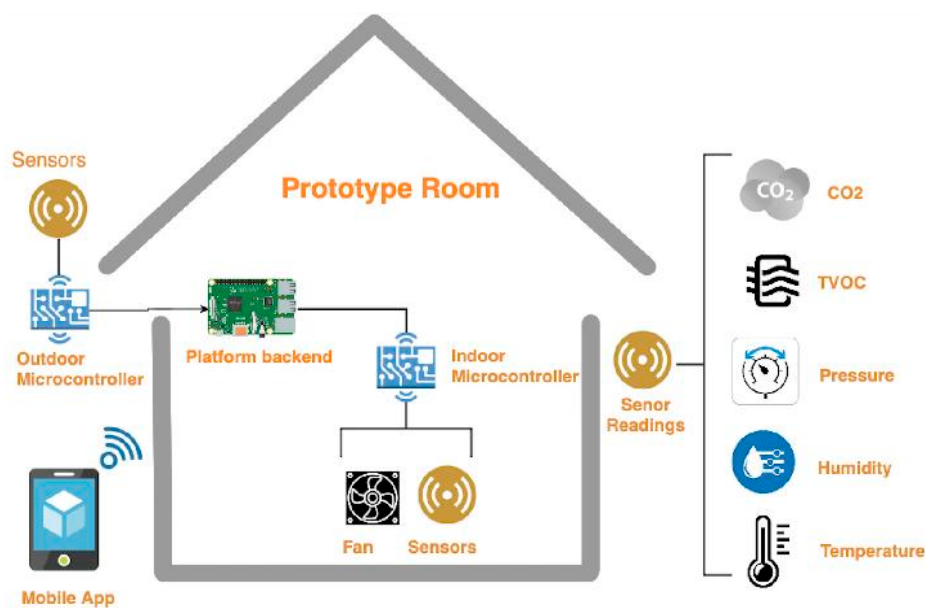 Sensors
Prototype Room
CO2
CO2
TVOC
Outdoor
Microcontroller
Platform backend
Indoor
Microcontroller
Senor
Readings
Pressure
Humidity
Fan
Sensors
Temperature
Mobile App